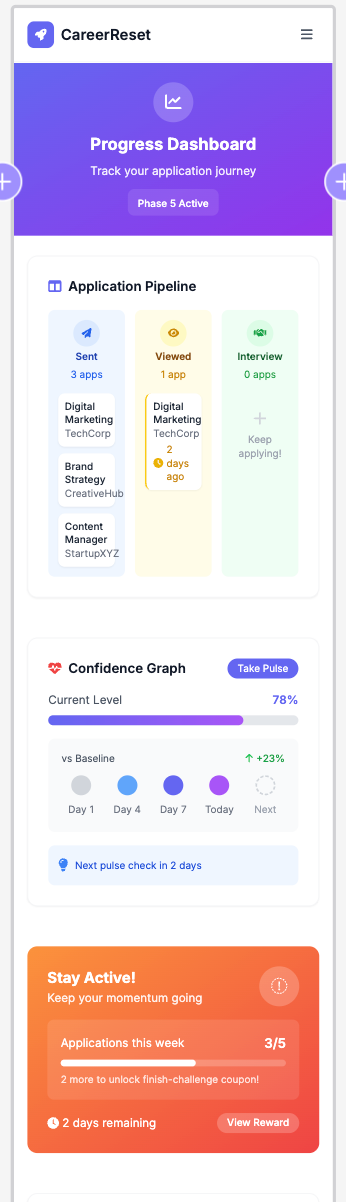 CareerReset
Progress Dashboard
Track your application journey
Phase 5 Active
Application Pipeline
Sent
3 apps
Digital
Marketing
TechCorp
Brand
Strategy
CreativeHub
Content
Manager
StartupXYZ
Viewed
1 app
Digital
Marketing
TechCorp
2
days
ago
Interview
0 apps
Keep
applying!
Confidence Graph
Take Pulse
Current Level
78%
vs Baseline
+23%
Day 1
Day 4
Day 7
Today
Next
Next pulse check in 2 days
Stay Active!
Keep your momentum going
Applications this week
3/5
2 more to unlock finish-challenge coupon!
2 days remaining
View Reward